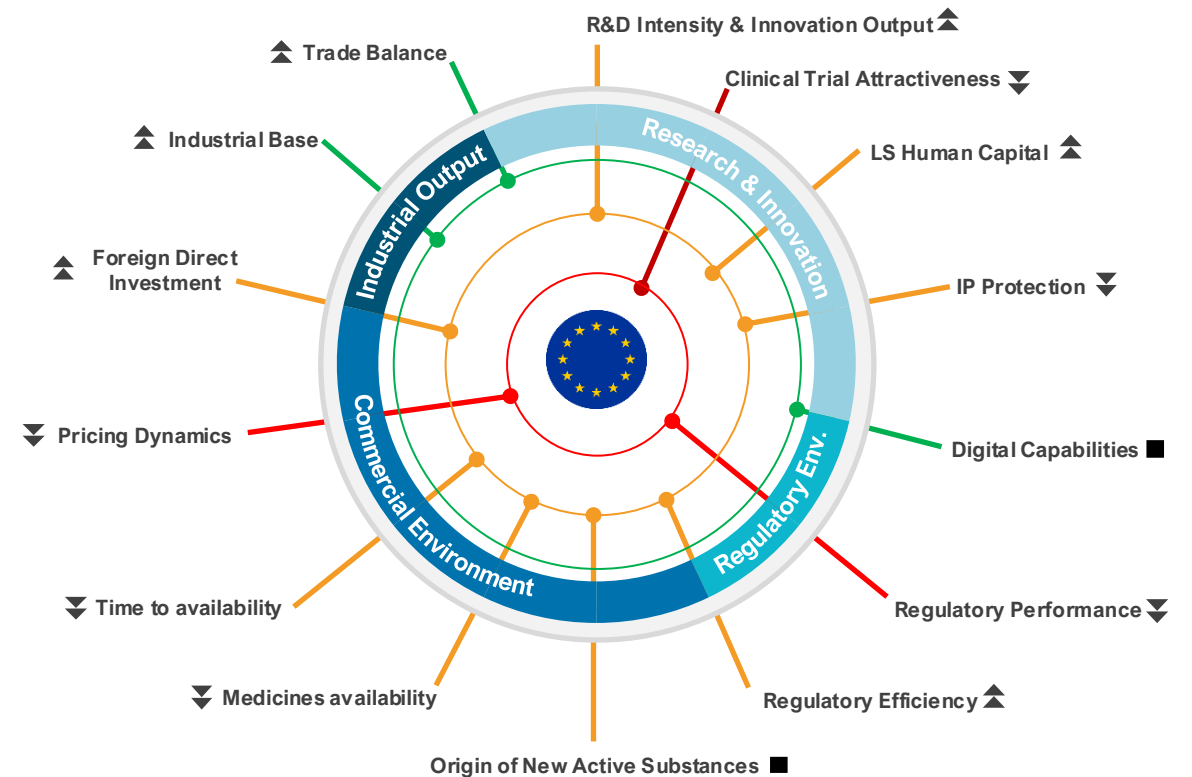 R&D Intensity & Innovation Output
Clinical Trial Attractiveness
LS Human Capital
IP Protection
Digital Capabilities
Regulatory Performance
Regulatory Efficiency
Origin of New Active Substances
Medicines availability
Time to availability
Pricing Dynamics
Foreign Direct
Investment
Industrial Base
Trade Balance
Research & Innovation
Regulatory Env.
Commercial Environment
Industrial Output